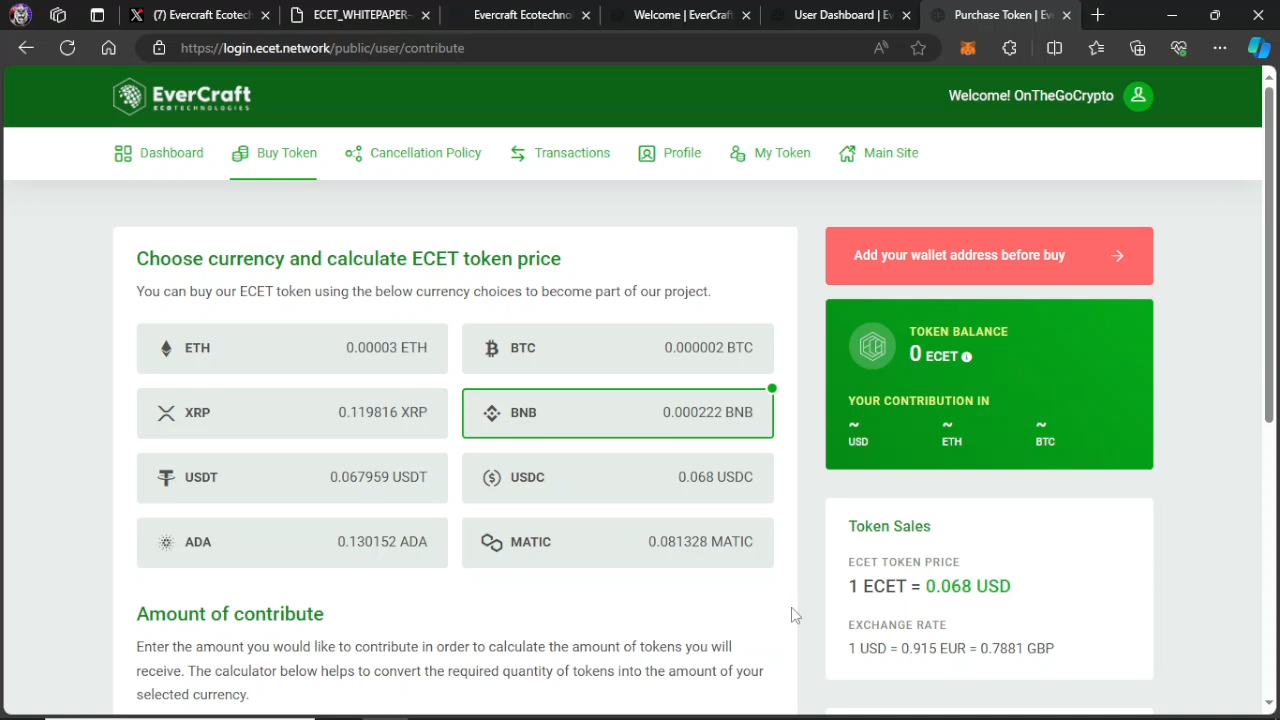 (7) Evercraft Ecotech
ECET_WHITEPAPER-
Evercraft Ecotechno
Welcome | EverCraf
User Dashboard | Ev
Purchase Token | Eve
https://login.ecet.network/public/user/contribute
EverCraft
ECOTECHNOLOGIES
Welcome! OnTheGoCrypto
Dashboard
Buy Token
Cancellation Policy
Transactions
Profile
My Token
Main Site
Choose currency and calculate ECET token price
You can buy our ECET token using the below currency choices to become part of our project.
ETH 0.00003 ETH
BTC 0.000002 BTC
XRP 0.119816 XRP
BNB 0.000222 BNB
USDT 0.067959 USDT
USDC 0.068 USDC
ADA 0.130152 ADA
MATIC 0.081328 MATIC
Amount of contribute
Enter the amount you would like to contribute in order to calculate the amount of tokens you will
receive. The calculator below helps to convert the required quantity of tokens into the amount of your
selected currency.
Add your wallet address before buy
TOKEN BALANCE
0 ECET
YOUR CONTRIBUTION IN
~ ~ ~
USD ETH BTC
Token Sales
ECET TOKEN PRICE
1 ECET = 0.068 USD
EXCHANGE RATE
1 USD = 0.915 EUR = 0.7881 GBP